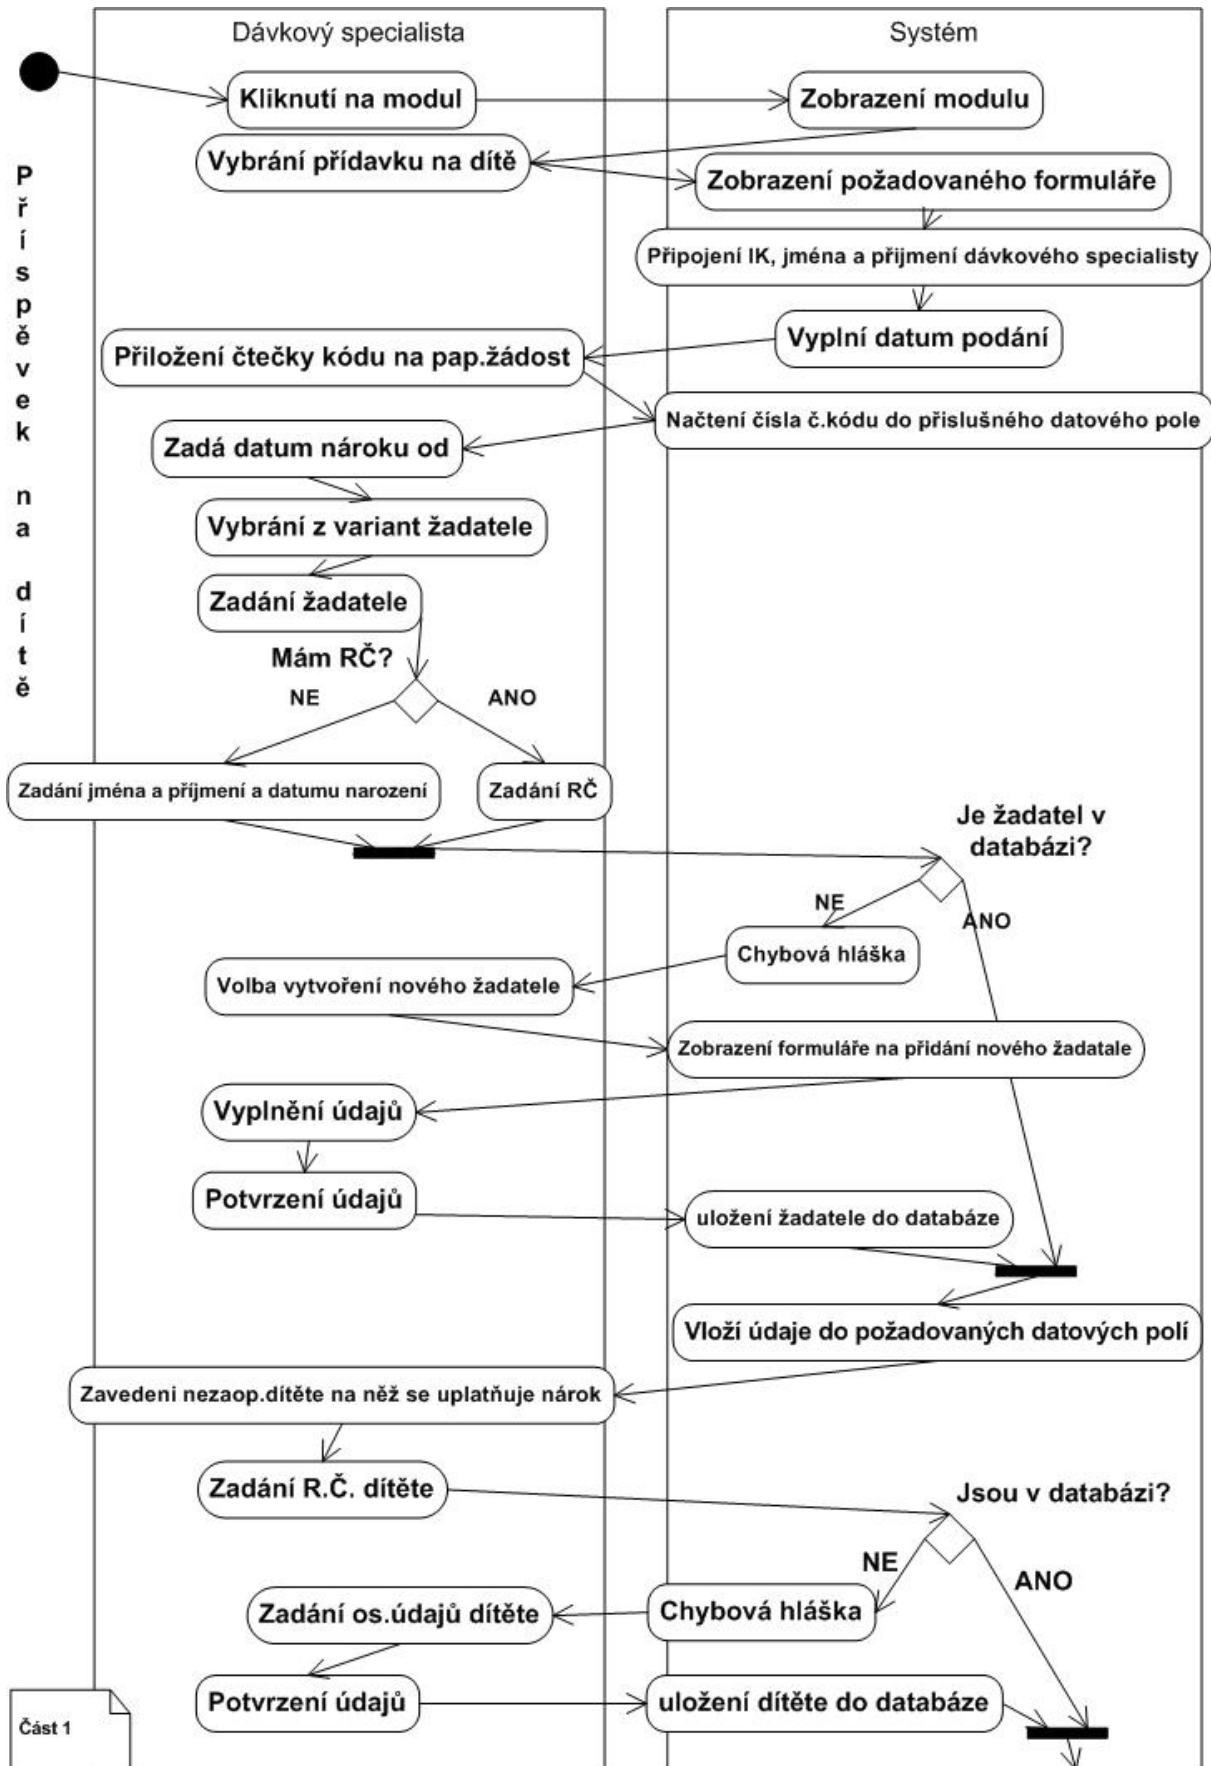 Dávkový specialista
Systém
Kliknutí na modul
Zobrazení modulu
Příspěvek na dítě
Vybrání přídavku na dítě
Zobrazení požadovaného formuláře
Připojení IK, jména a přijmení dávkového specialisty
Vyplní datum podání
Přiložení čtečky kódu na pap.žádost
Načtení čísla č.kódu do přislušného datového pole
Zadá datum nároku od
Vybrání z variant žadatele
Zadání žadatele
Mám RČ?
NE
ANO
Zadání jména a příjmení a datumu narození
Zadání RČ
Je žadatel v
databázi?
NE
ANO
Chybová hláška
Volba vytvoření nového žadatele
Zobrazení formuláře na přidání nového žadatale
Vyplnění údajů
Potvrzení údajů
uložení žadatele do databáze
Vloží údaje do požadovaných datových polí
Zavedeni nezaop.dítěte na něž se uplatňuje nárok
Zadání R.Č. dítěte
Jsou v databázi?
NE
ANO
Chybová hláška
Zadání os.údajů dítěte
Potvrzení údajů
uložení dítěte do databáze
Část 1